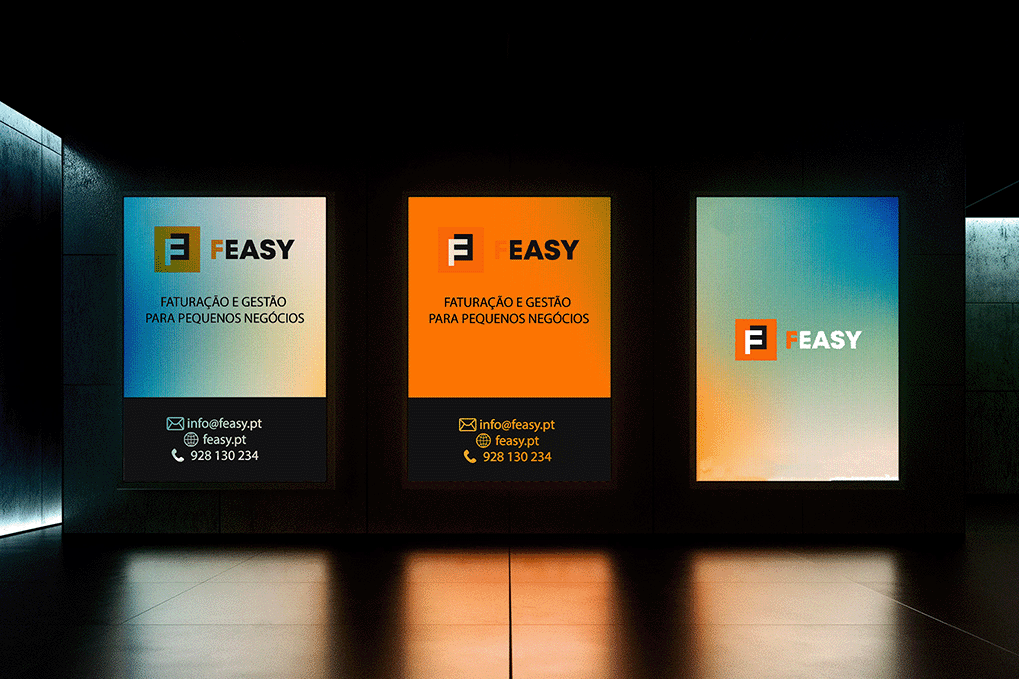 FEASY
FATURAÇÃO E GESTÃO
PARA PEQUENOS NEGÓCIOS
info@feasy.pt
feasy.pt
928 130 234
FEASY
FATURAÇÃO E GESTÃO
PARA PEQUENOS NEGÓCIOS
info@feasy.pt
feasy.pt
928 130 234
FEASY